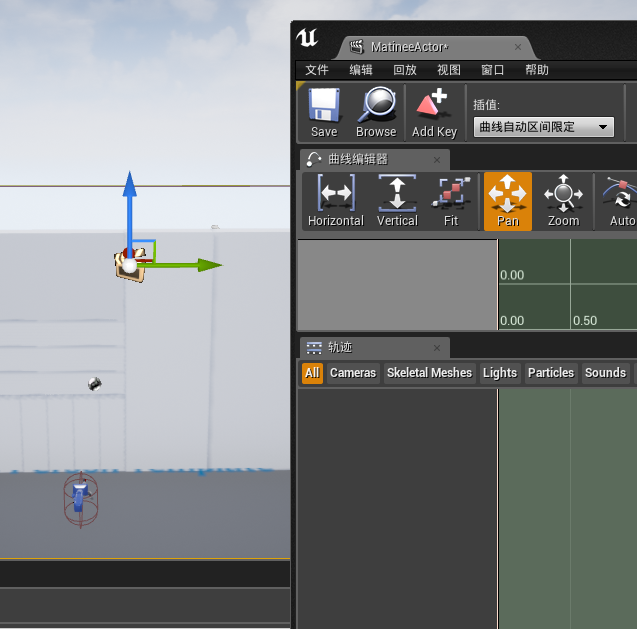 MatineeActor*
文件 编辑 回放 视图 窗口 帮助
Save Browse Add Key
插值:
曲线自动区间限定
曲线编辑器
Horizontal Vertical Fit Pan Zoom Auto
0.00
0.00 0.50
轨迹
All Cameras Skeletal Meshes Lights Particles Sounds